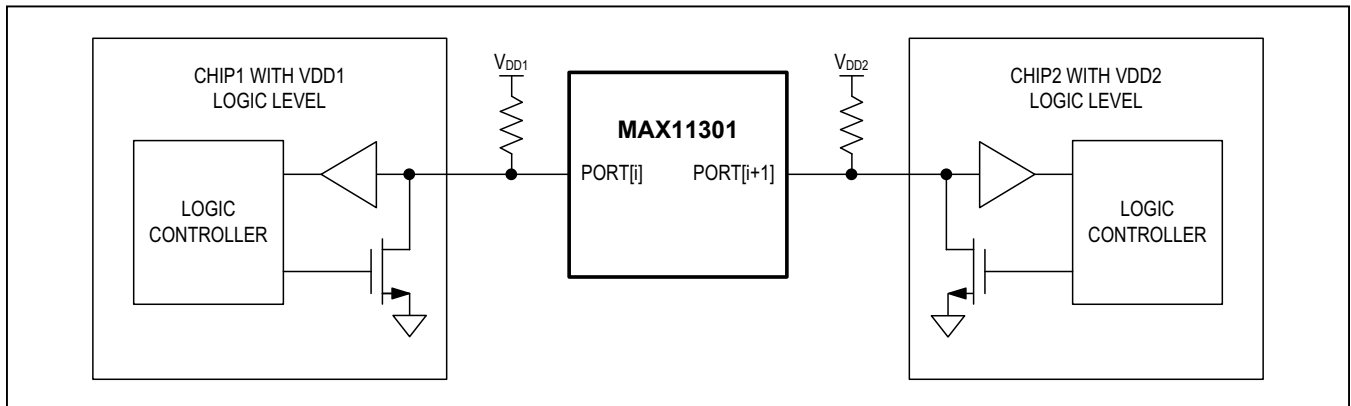 CHIP1 WITH VDD1
LOGIC LEVEL
LOGIC
CONTROLLER
VDD1
MAX11301
PORT[i]
PORT[i+1]
VDD2
CHIP2 WITH VDD2
LOGIC LEVEL
LOGIC
CONTROLLER